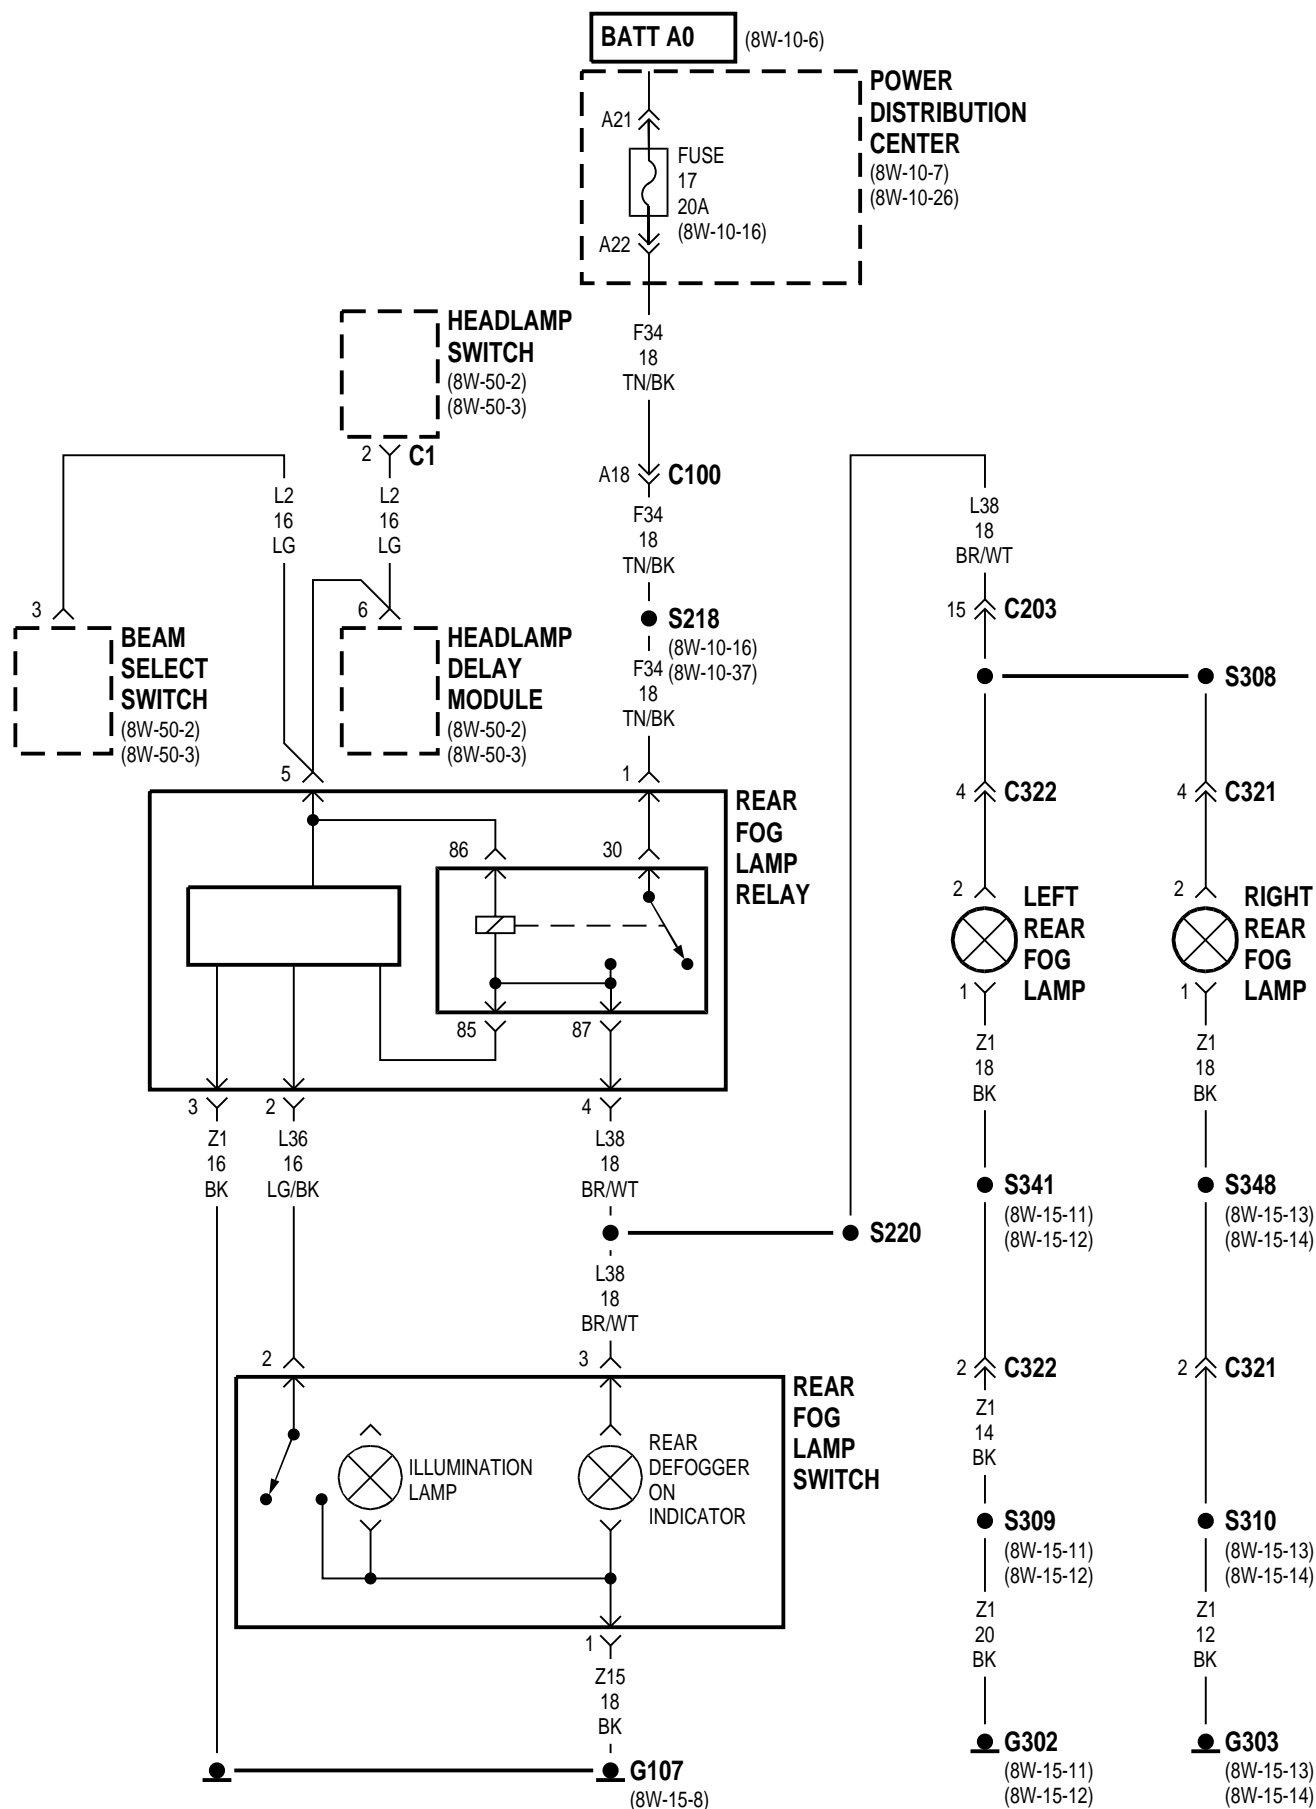 BATT A0
(8W-10-6)
POWER
DISTRIBUTION
CENTER
(8W-10-7)
(8W-10-26)
A21
FUSE
17
20A
(8W-10-16)
A22
HEADLAMP
SWITCH
(8W-50-2)
(8W-50-3)
2
C1
F34
18
TN/BK
A18
C100
F34
18
TN/BK
S218
(8W-10-16)
(8W-10-37)
F34
18
TN/BK
L2
16
LG
L2
16
LG
3
BEAM
SELECT
SWITCH
(8W-50-2)
(8W-50-3)
6
HEADLAMP
DELAY
MODULE
(8W-50-2)
(8W-50-3)
L38
18
BR/WT
15
C203
S308
4
C322
4
C321
5
1
REAR
FOG
LAMP
RELAY
86
30
85
87
2
LEFT
REAR
FOG
LAMP
1
2
RIGHT
REAR
FOG
LAMP
1
Z1
18
BK
Z1
18
BK
3
2
4
Z1
16
BK
L36
16
LG/BK
L38
18
BR/WT
S220
L38
18
BR/WT
S341
(8W-15-11)
(8W-15-12)
S348
(8W-15-13)
(8W-15-14)
2
3
REAR
FOG
LAMP
SWITCH
ILLUMINATION
LAMP
REAR
DEFOGGER
ON
INDICATOR
2
C322
2
C321
Z1
14
BK
S309
(8W-15-11)
(8W-15-12)
S310
(8W-15-13)
(8W-15-14)
Z1
20
BK
Z1
12
BK
1
Z15
18
BK
G107
(8W-15-8)
G302
(8W-15-11)
(8W-15-12)
G303
(8W-15-13)
(8W-15-14)